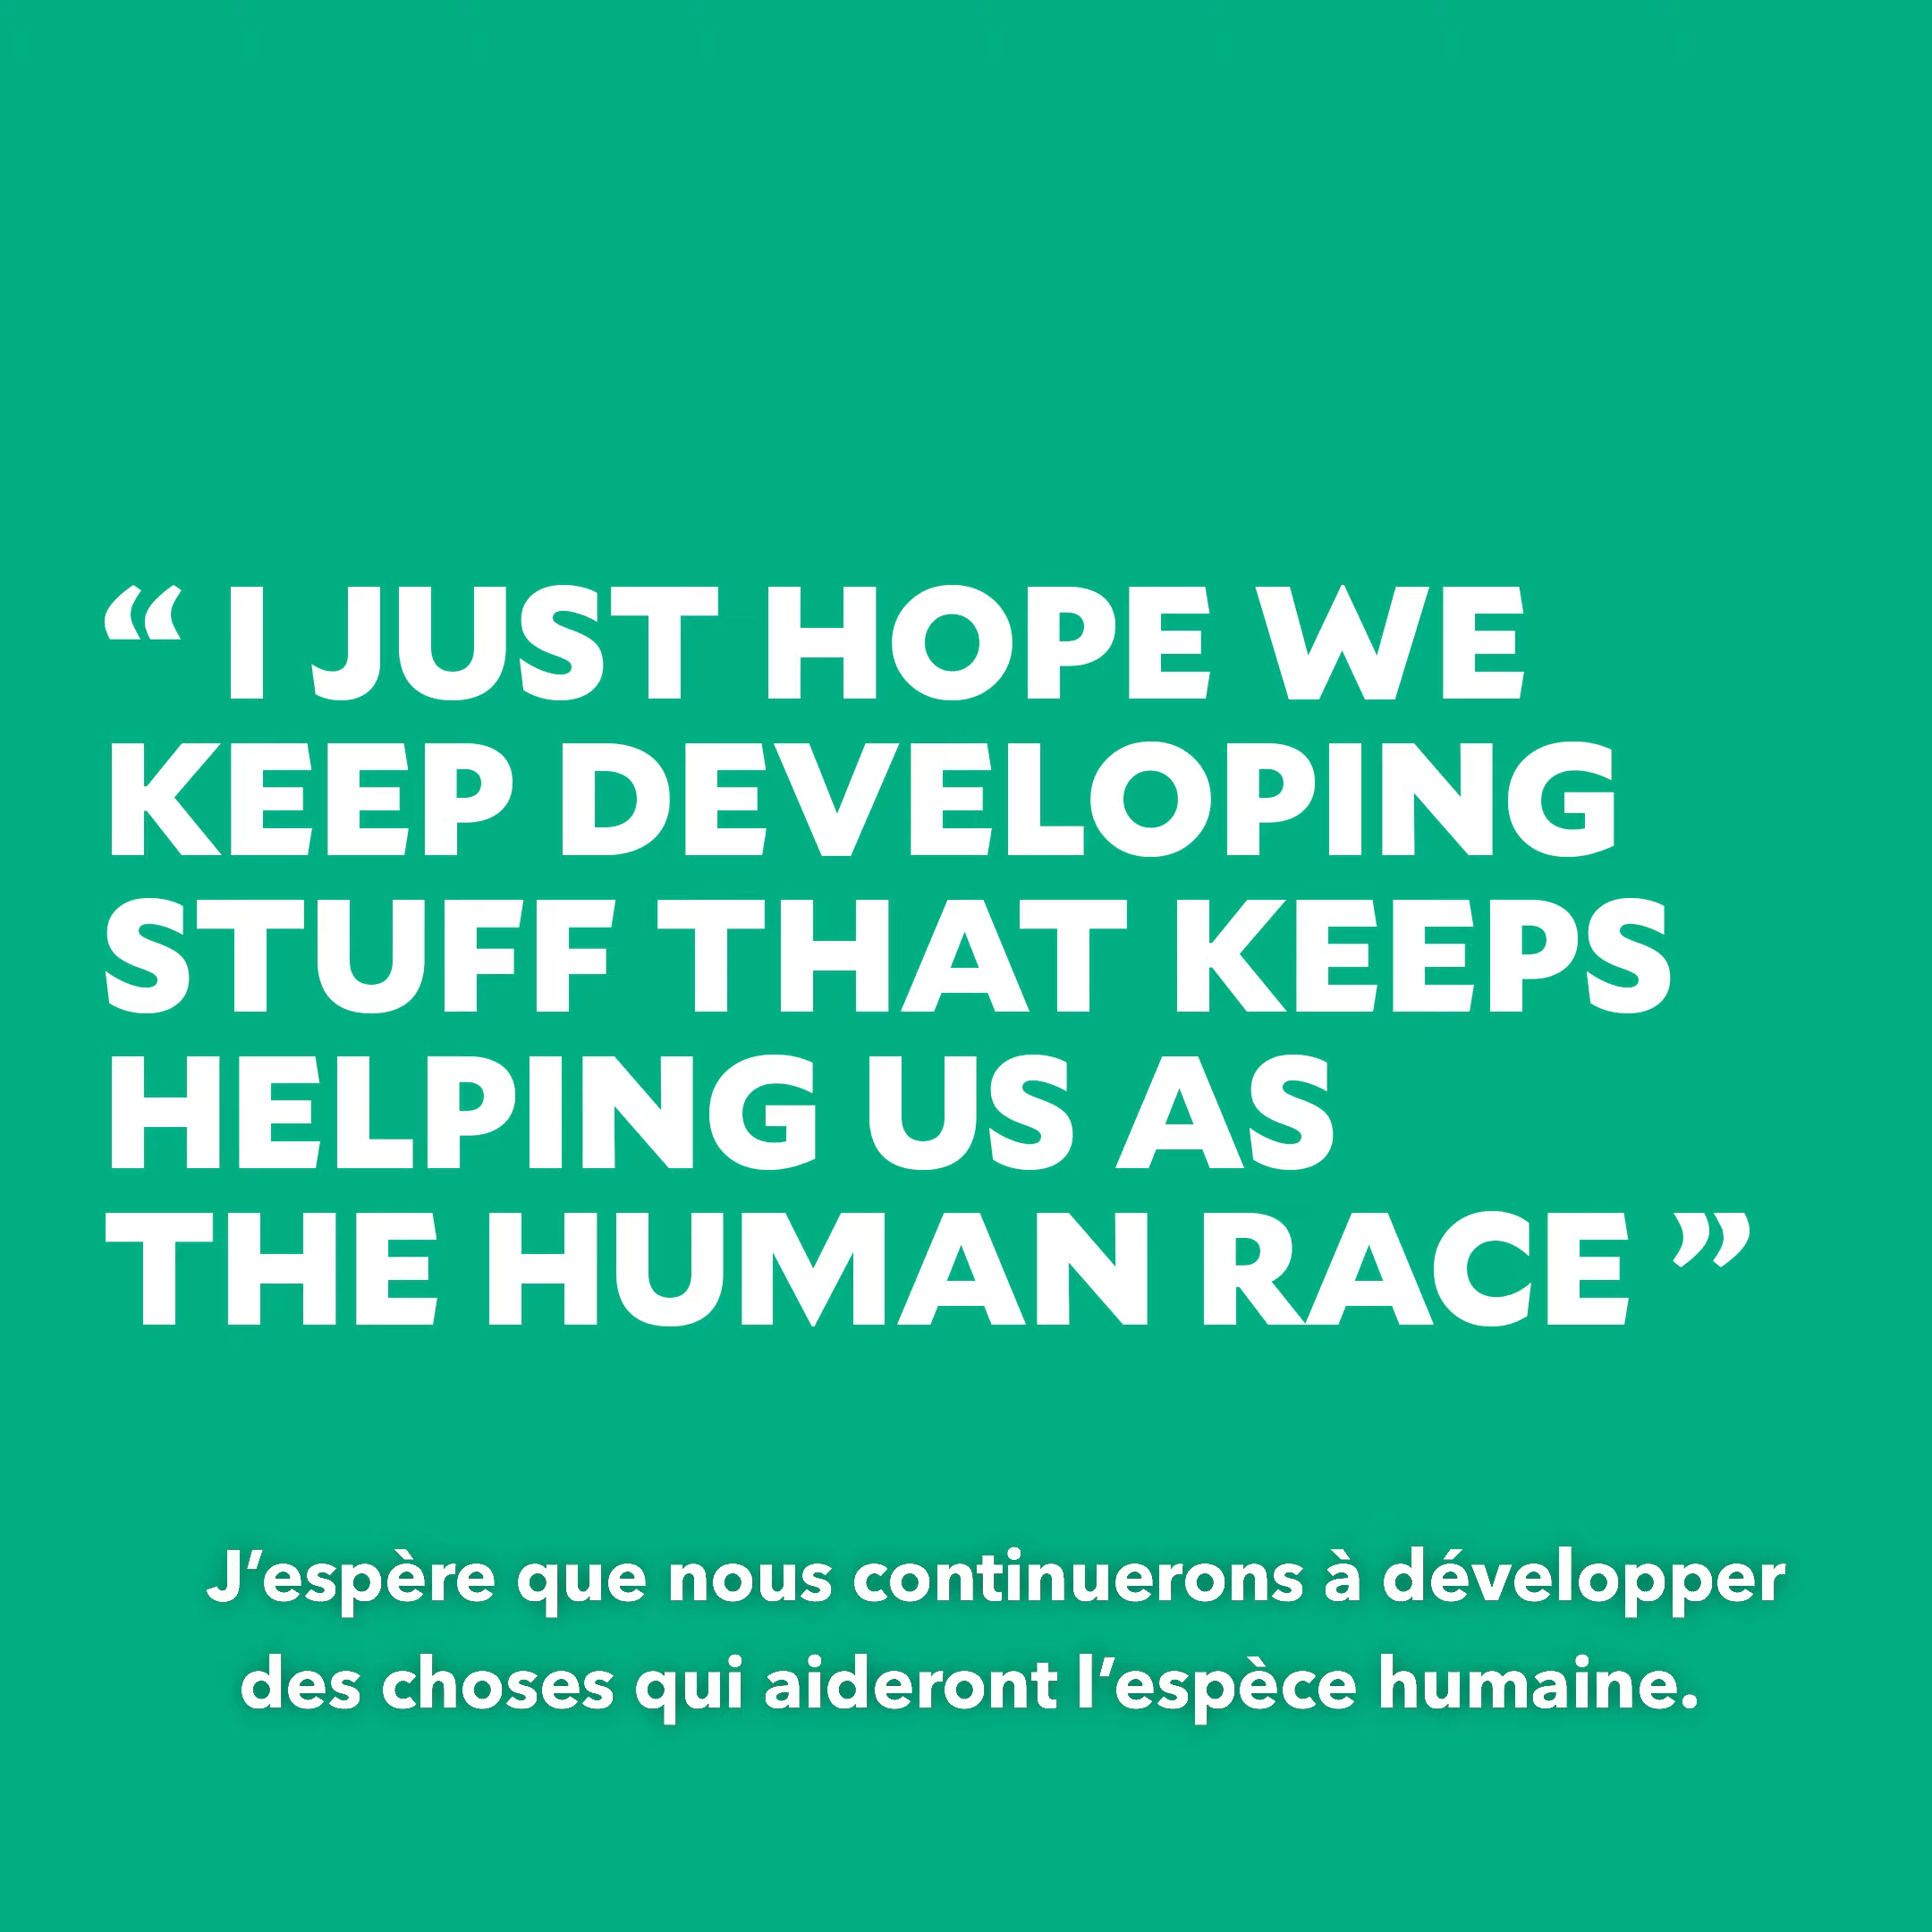 “ I JUST HOPE WE
KEEP DEVELOPING
STUFF THAT KEEPS
HELPING US AS
THE HUMAN RACE ”
J’espère que nous continuerons à développer
des choses qui aideront l’espèce humaine.